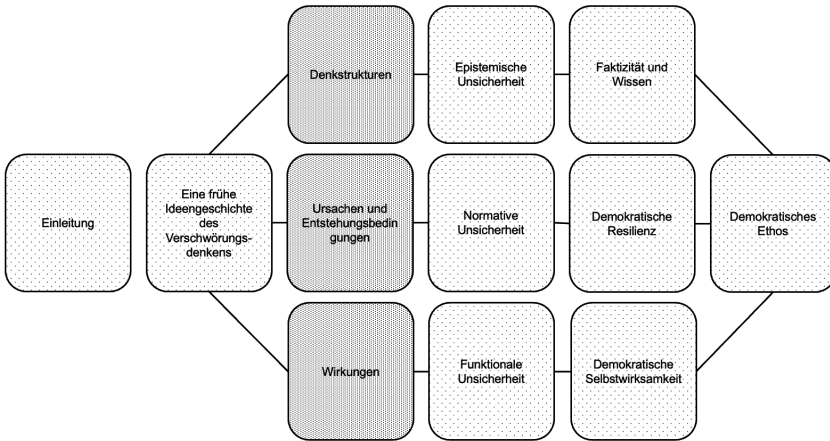 Denkstrukturen
Epistemische
Unsicherheit
Faktizität und
Wissen
Einleitung
Eine frühe
Ideengeschichte
des
Verschwörungs-
denkens
Ursachen und
Entstehungsbedin
gungen
Normative
Unsicherheit
Demokratische
Resilienz
Demokratisches
Ethos
Wirkungen
Funktionale
Unsicherheit
Demokratische
Selbstwirksamkeit